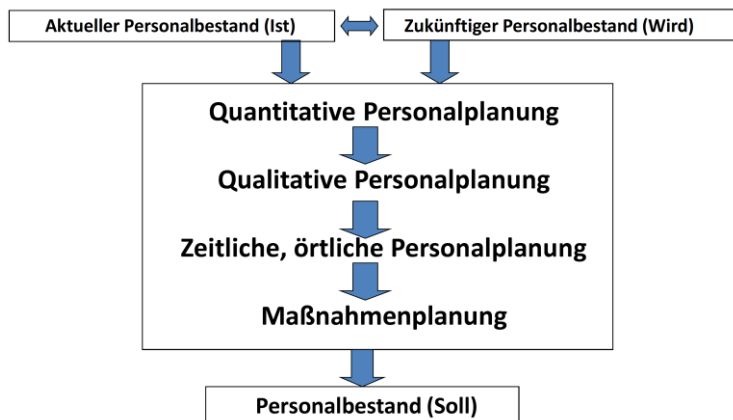 Aktueller Personalbestand (Ist)
Zukünftiger Personalbestand (Wird)
Quantitative Personalplanung
Qualitative Personalplanung
Zeitliche, örtliche Personalplanung
Maßnahmenplanung
Personalbestand (Soll)